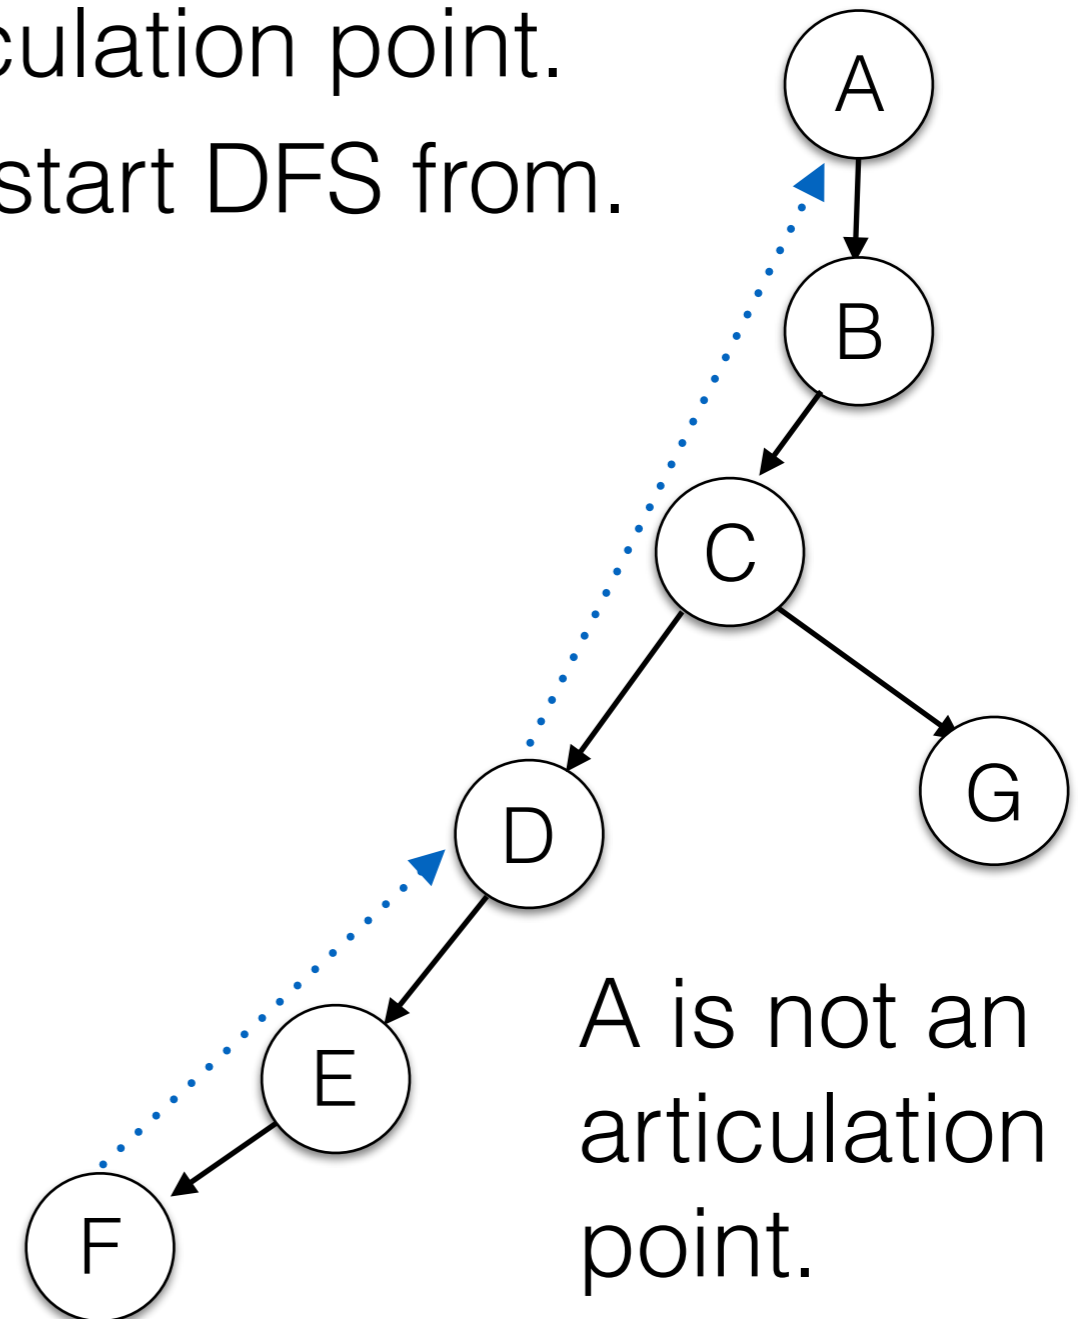 culation point.
start DFS from.
A
B
C
G
D
E
F
A is not an
articulation
point.